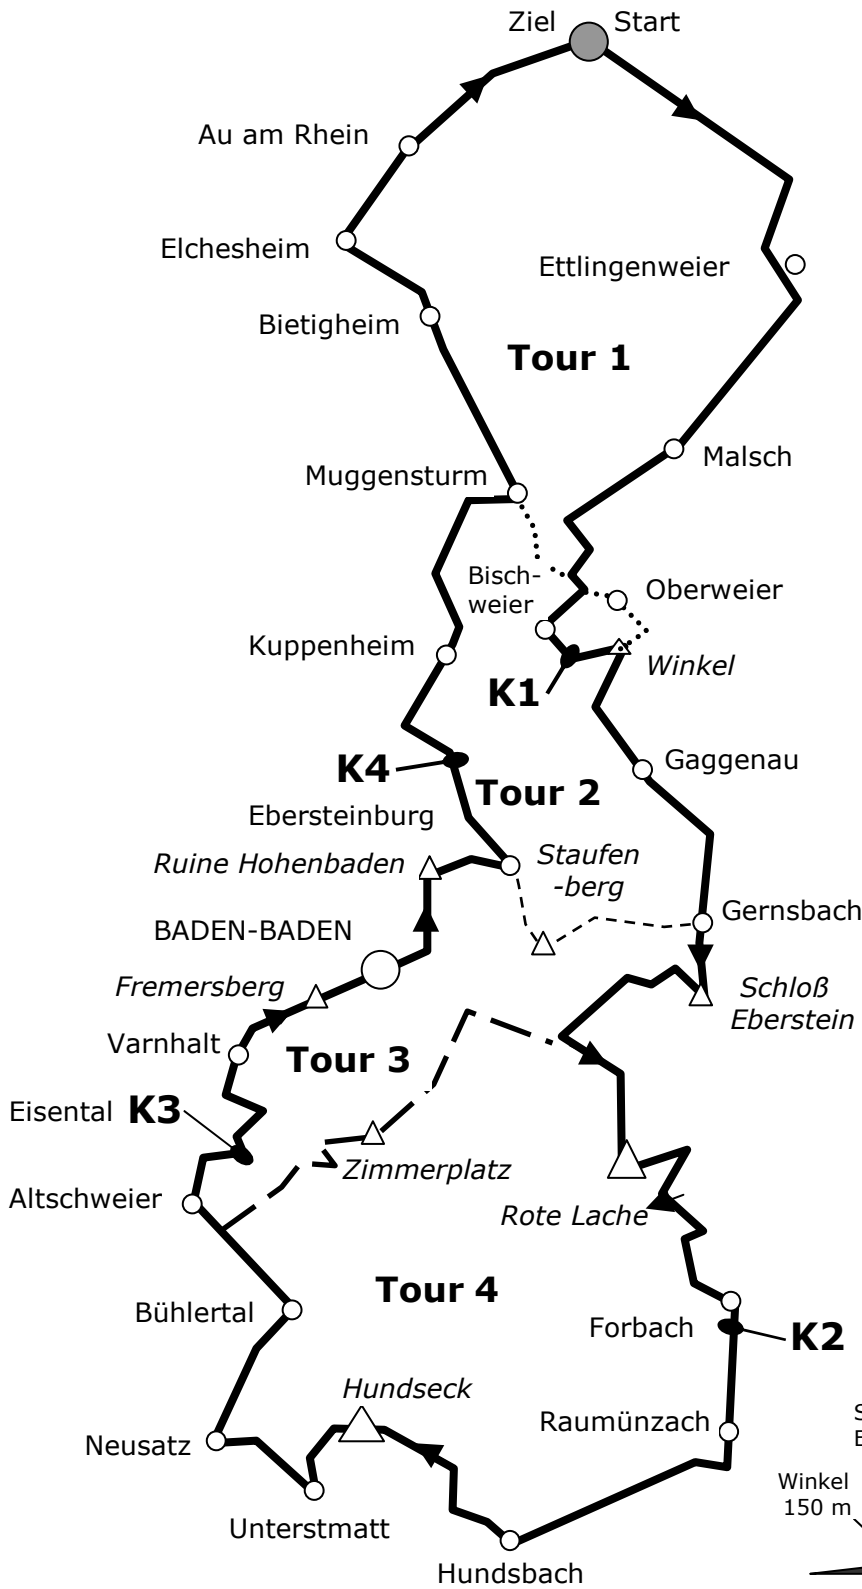 Ziel
Start
Au am Rhein
Elchesheim
Ettlingenweier
Bietigheim
Tour 1
Malsch
Muggensturm
Bisch-
weier
Oberweier
Kuppenheim
Winkel
K1
Gaggenau
K4
Tour 2
Ebersteinburg
Ruine Hohenbaden
Staufen
-berg
Gernsbach
BADEN-BADEN
Fremersberg
Schloß
Eberstein
Varnhalt
Tour 3
Eisental
K3
Zimmerplatz
Altschweier
Rote Lache
Tour 4
Bühlertal
Forbach
K2
Hundseck
Raumünzach
Neusatz
Winkel
150 m
Unterstmatt
Hundsbach